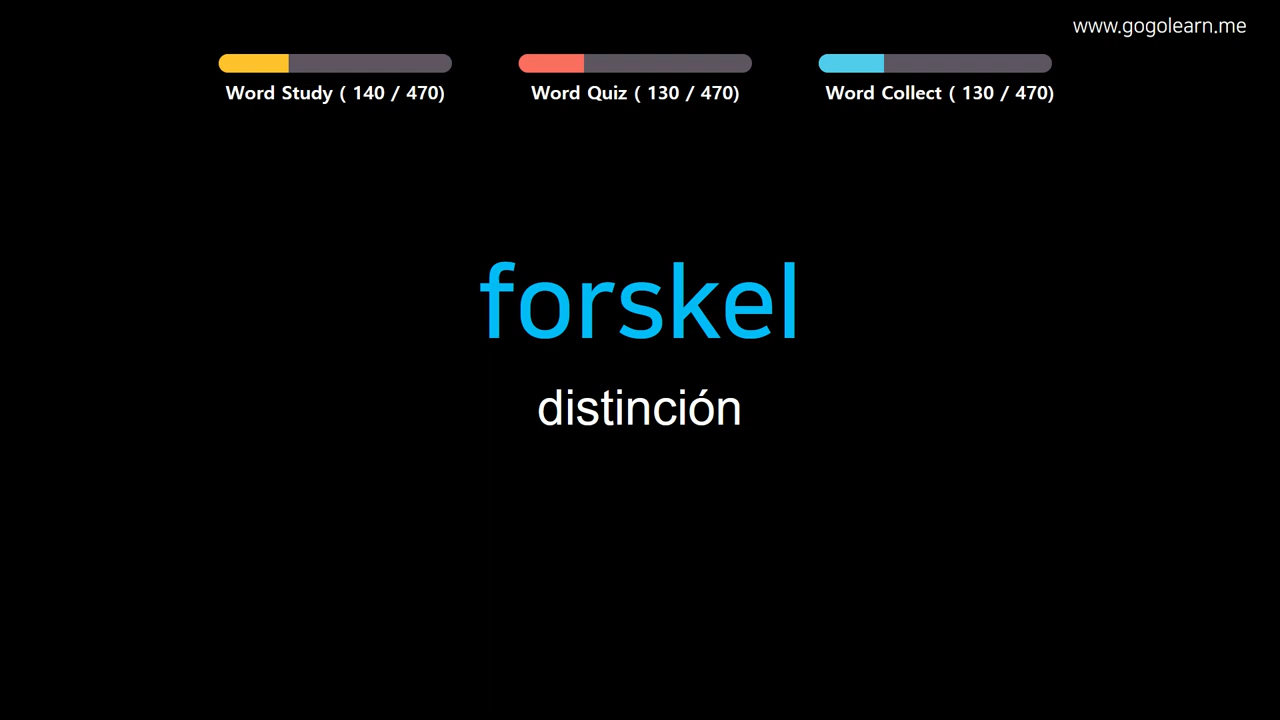 www.gogolearn.me
Word Study ( 140 / 470)
Word Quiz ( 130 / 470)
Word Collect ( 130 / 470)
forskel
distinción